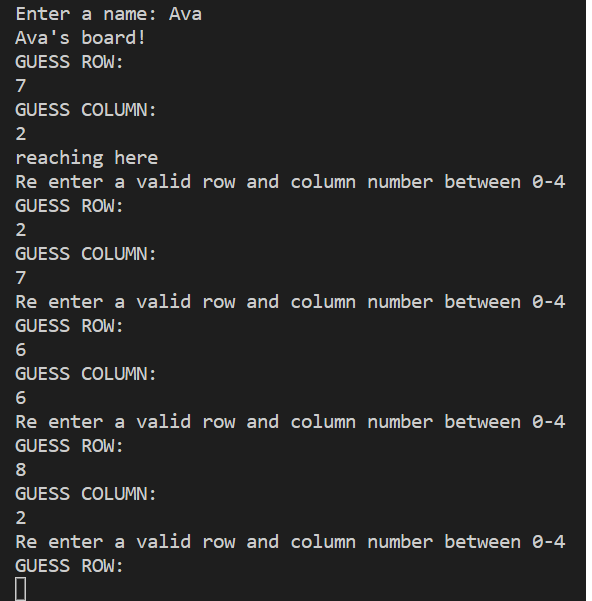 Enter a name: Ava
Ava's board!
GUESS ROW:
7
GUESS COLUMN:
2
reaching here
Re enter a valid row and column number between 0-4
GUESS ROW:
2
GUESS COLUMN:
7
Re enter a valid row and column number between 0-4
GUESS ROW:
6
GUESS COLUMN:
6
Re enter a valid row and column number between 0-4
GUESS ROW:
8
GUESS COLUMN:
2
Re enter a valid row and column number between 0-4
GUESS ROW: